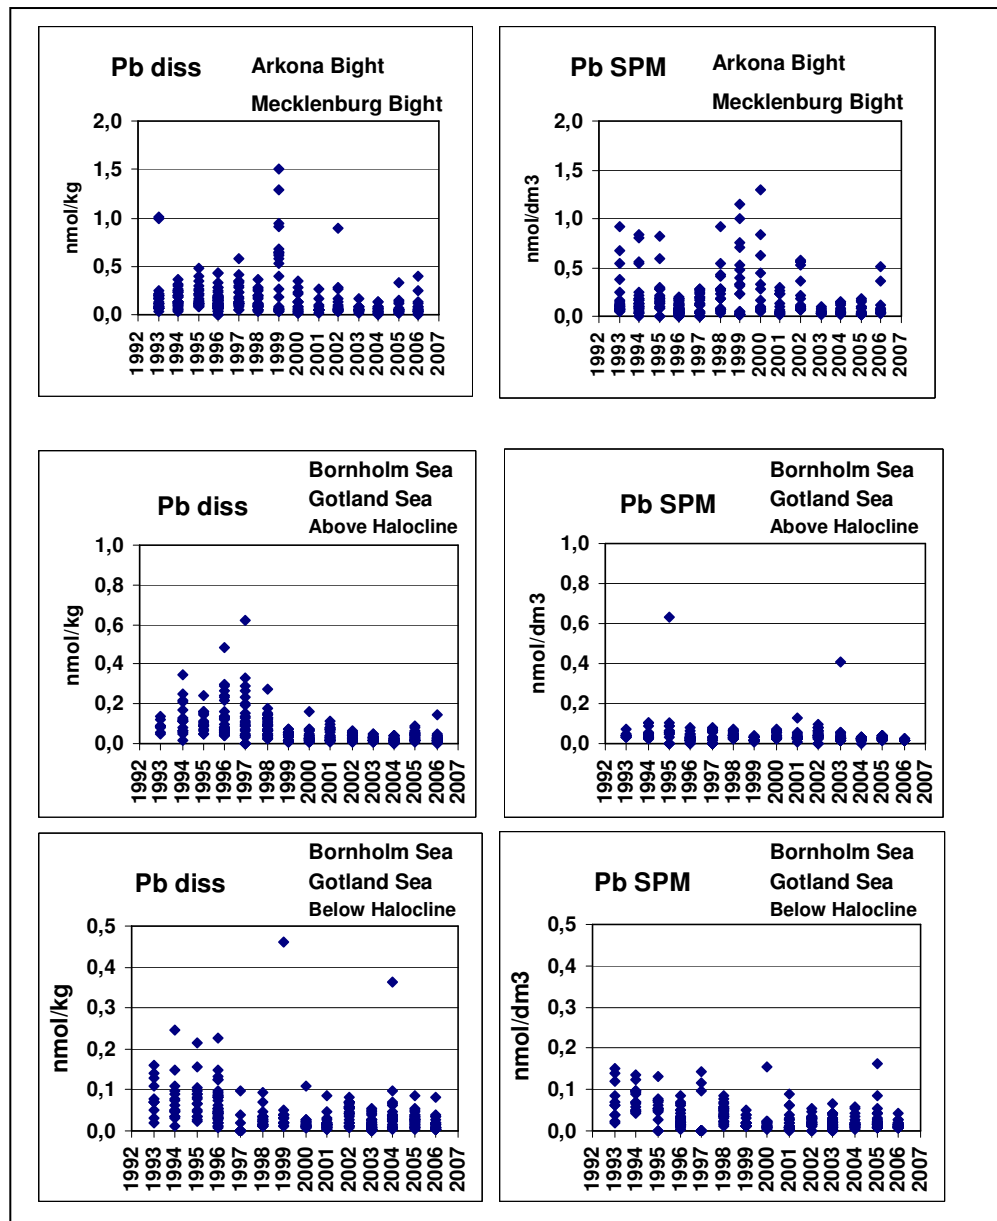 Pb diss Arkona Bight
Mecklenburg Bight
2,0
1,5
1,0
0,5
0,0
nmol/kg
1992 1993 1994 1995 1996 1997 1998 1999 2000 2001 2002 2003 2004 2005 2006 2007
Pb SPM Arkona Bight
Mecklenburg Bight
2,0
1,5
1,0
0,5
0,0
nmol/dm3
1992 1993 1994 1995 1996 1997 1998 1999 2000 2001 2002 2003 2004 2005 2006 2007
Bornholm Sea
Pb diss Gotland Sea
Above Halocline
1,0
0,8
0,6
0,4
0,2
0,0
nmol/kg
1992 1993 1994 1995 1996 1997 1998 1999 2000 2001 2002 2003 2004 2005 2006 2007
Bornholm Sea
Pb SPM Gotland Sea
Above Halocline
1,0
0,8
0,6
0,4
0,2
0,0
nmol/dm3
1992 1993 1994 1995 1996 1997 1998 1999 2000 2001 2002 2003 2004 2005 2006 2007
Bornholm Sea
Pb diss Gotland Sea
Below Halocline
0,5
0,4
0,3
0,2
0,1
0,0
nmol/kg
1992 1993 1994 1995 1996 1997 1998 1999 2000 2001 2002 2003 2004 2005 2006 2007
Bornholm Sea
Pb SPM Gotland Sea
Below Halocline
0,5
0,4
0,3
0,2
0,1
0,0
nmol/dm3
1992 1993 1994 1995 1996 1997 1998 1999 2000 2001 2002 2003 2004 2005 2006 2007